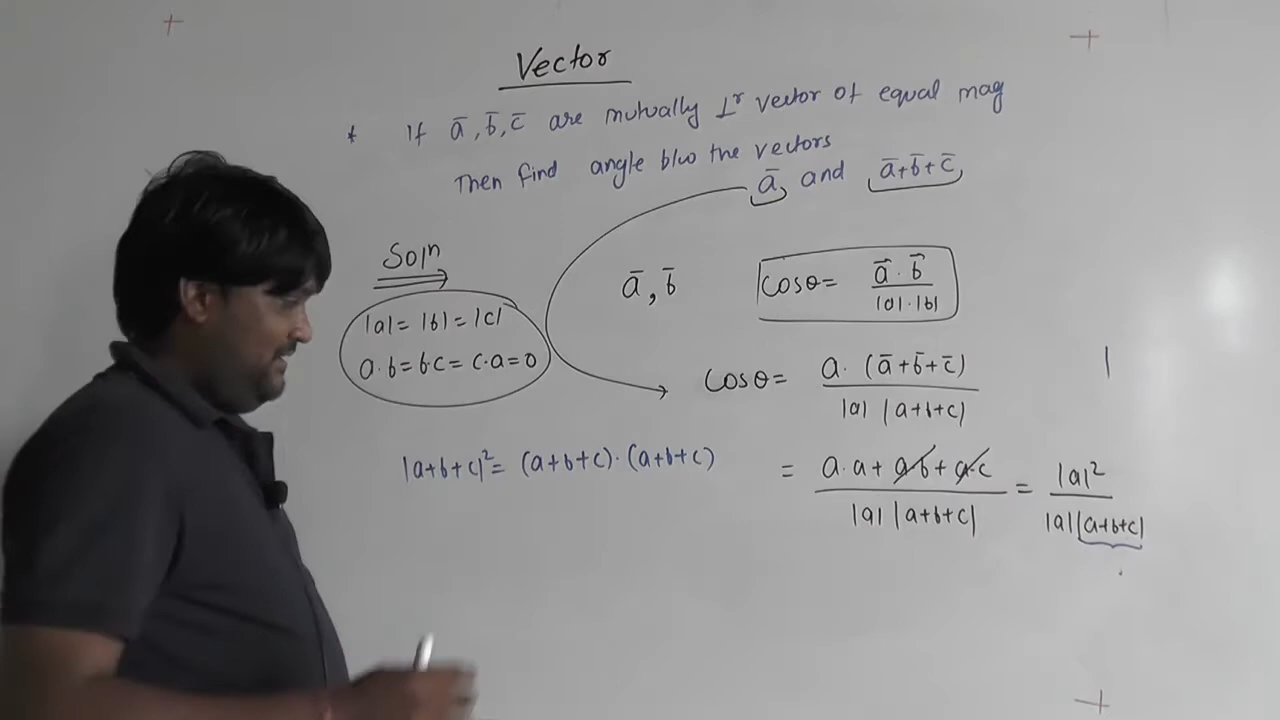 Vector
* If a̅, b̅, c̅ are mutually ⊥ʳ vector of equal mag
Then find angle b/w the vectors
a̅ and a̅+b̅+c̅
Solⁿ
|a| = |b| = |c|
a·b = b·c = c·a = 0
a̅, b̅
cosθ = a⃗·b⃗ / |a|·|b|
cosθ = a·(a̅+b̅+c̅) / |a| |a+b+c|
|a+b+c|² = (a+b+c)·(a+b+c)
= a·a + a·b + a·c / |a| |a+b+c| = |a|² / |a| |a+b+c|
|